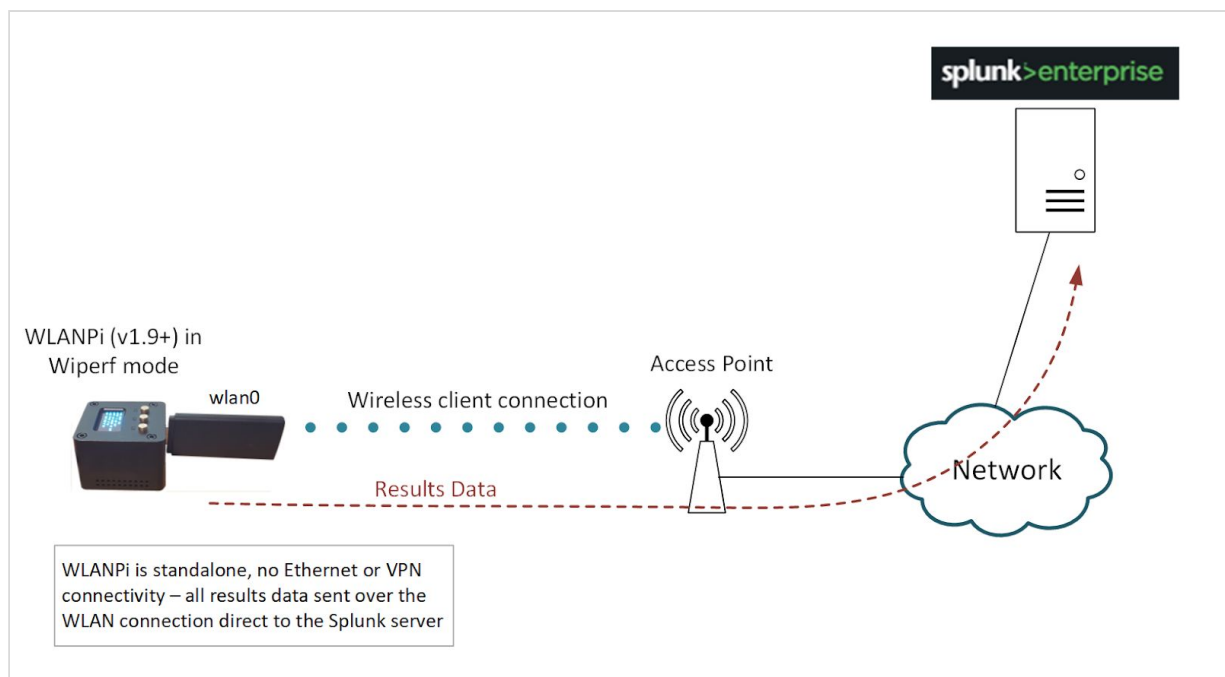 splunk>enterprise
WLANPi (v1.9+) in
Wiperf mode
wlan0
Wireless client connection
Access Point
Results Data
Network
WLANPi is standalone, no Ethernet or VPN
connectivity – all results data sent over the
WLAN connection direct to the Splunk server